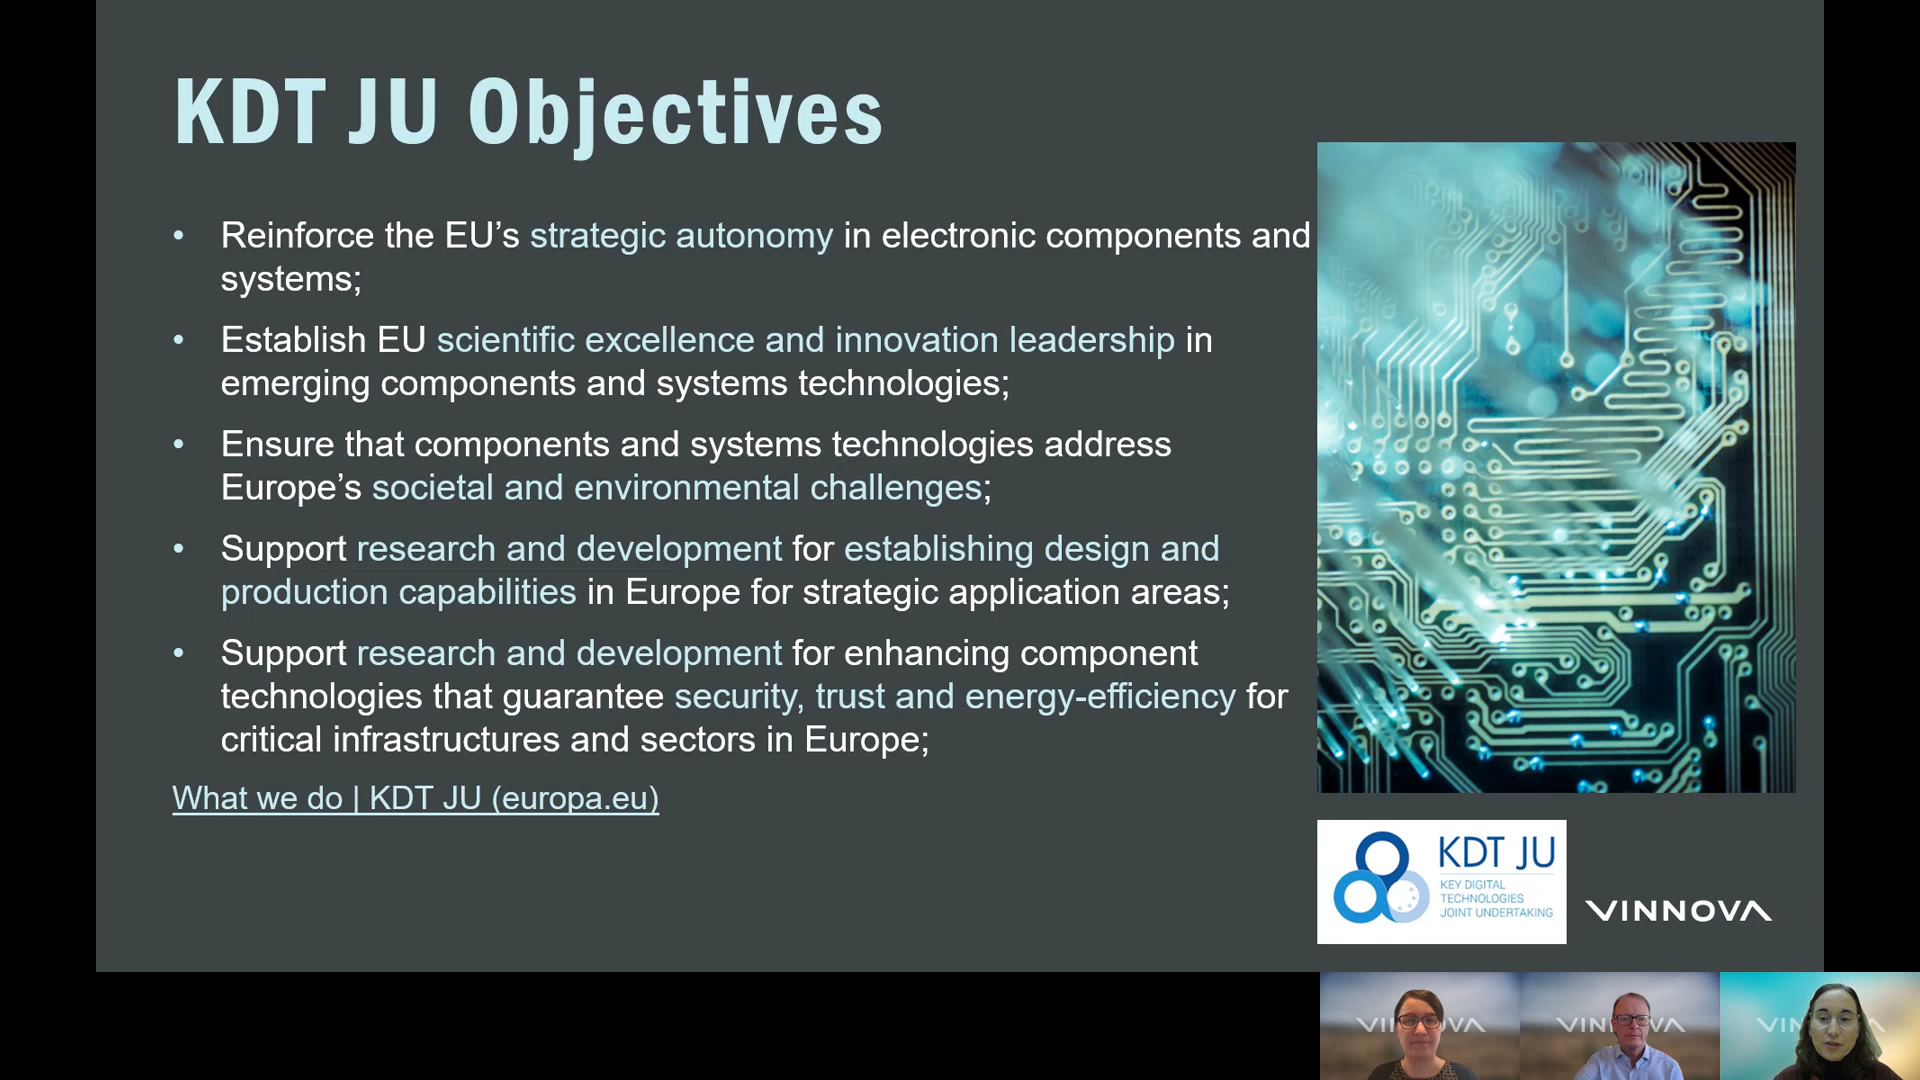 KDT JU Objectives
• Reinforce the EU’s strategic autonomy in electronic components and
systems;
• Establish EU scientific excellence and innovation leadership in
emerging components and systems technologies;
• Ensure that components and systems technologies address
Europe’s societal and environmental challenges;
• Support research and development for establishing design and
production capabilities in Europe for strategic application areas;
• Support research and development for enhancing component
technologies that guarantee security, trust and energy-efficiency for
critical infrastructures and sectors in Europe;
What we do | KDT JU (europa.eu)
KDT JU
KEY DIGITAL
TECHNOLOGIES
JOINT UNDERTAKING
VINNOVA